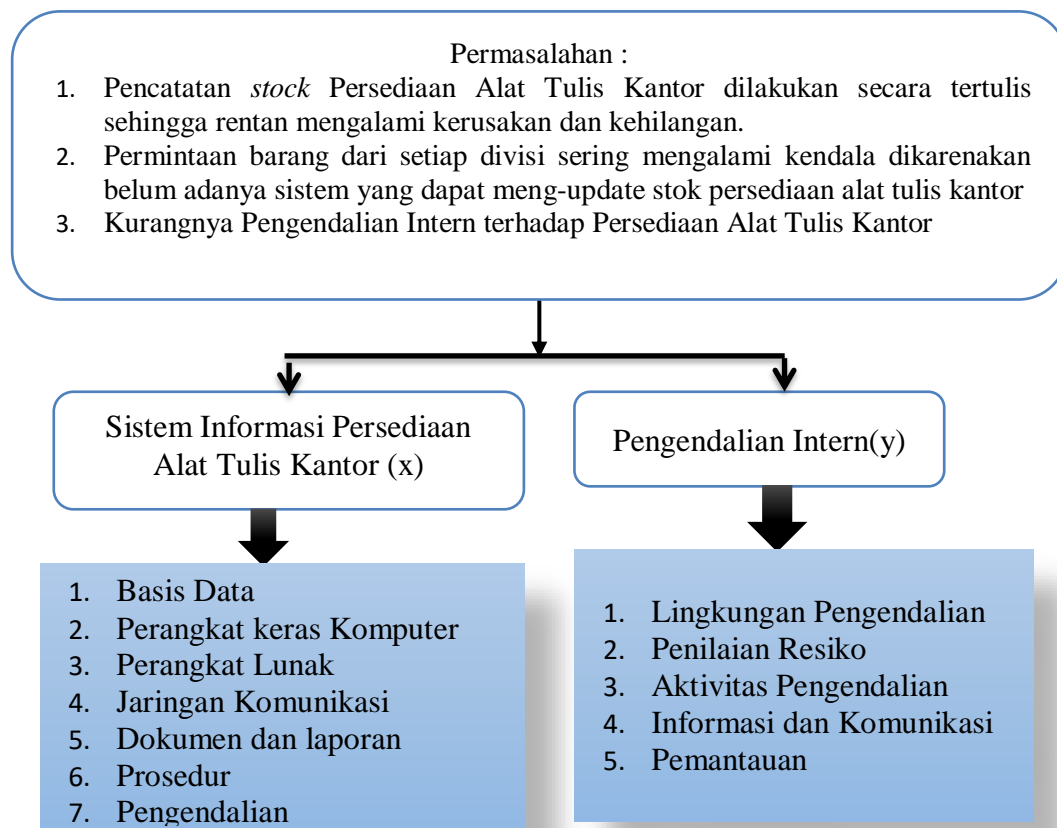 Permasalahan :
1. Pencatatan stock Persediaan Alat Tulis Kantor dilakukan secara tertulis
sehingga rentan mengalami kerusakan dan kehilangan.
2. Permintaan barang dari setiap divisi sering mengalami kendala dikarenakan
belum adanya sistem yang dapat meng-update stok persediaan alat tulis kantor
3. Kurangnya Pengendalian Intern terhadap Persediaan Alat Tulis Kantor
Sistem Informasi Persediaan
Alat Tulis Kantor (x)
Pengendalian Intern(y)
1. Basis Data
2. Perangkat keras Komputer
3. Perangkat Lunak
4. Jaringan Komunikasi
5. Dokumen dan laporan
6. Prosedur
7. Pengendalian
1. Lingkungan Pengendalian
2. Penilaian Resiko
3. Aktivitas Pengendalian
4. Informasi dan Komunikasi
5. Pemantauan